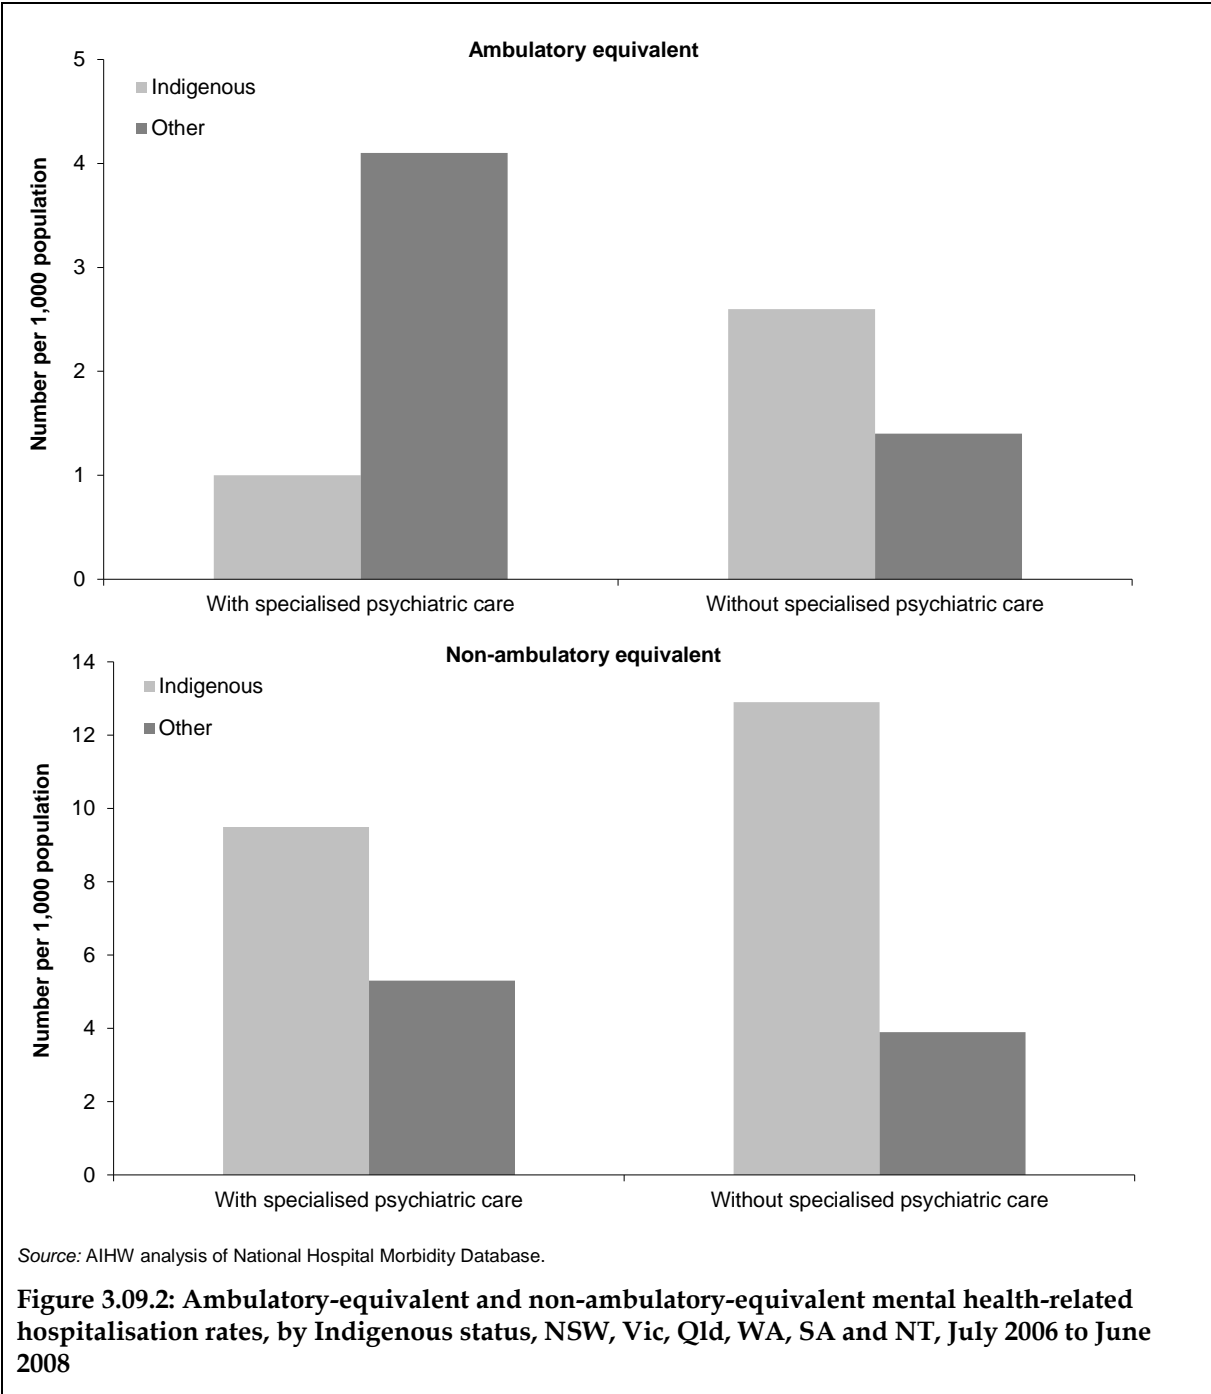 Ambulatory equivalent
5
4
3
2
1
0
Number per 1,000 population
Indigenous
Other
With specialised psychiatric care
Without specialised psychiatric care
Non-ambulatory equivalent
14
12
10
8
6
4
2
0
Number per 1,000 population
Indigenous
Other
With specialised psychiatric care
Without specialised psychiatric care
Source: AIHW analysis of National Hospital Morbidity Database.
Figure 3.09.2: Ambulatory-equivalent and non-ambulatory-equivalent mental health-related
hospitalisation rates, by Indigenous status, NSW, Vic, Qld, WA, SA and NT, July 2006 to June
2008